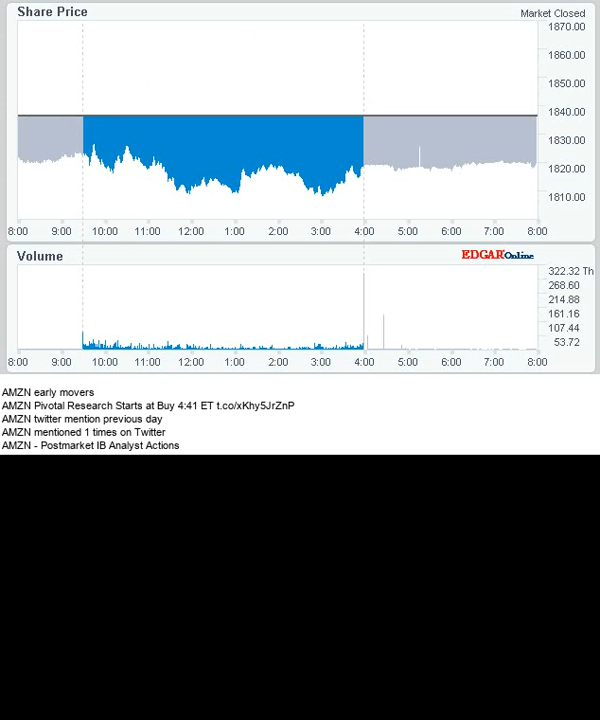 Share Price
Market Closed
1870.00
1860.00
1850.00
1840.00
1830.00
1820.00
1810.00
8:00 9:00 10:00 11:00 12:00 1:00 2:00 3:00 4:00 5:00 6:00 7:00 8:00
Volume
EDGAR Online
322.32 Th
268.60
214.88
161.16
107.44
53.72
8:00 9:00 10:00 11:00 12:00 1:00 2:00 3:00 4:00 5:00 6:00 7:00 8:00
AMZN early movers
AMZN Pivotal Research Starts at Buy 4:41 ET t.co/xKhy5JrZnP
AMZN twitter mention previous day
AMZN mentioned 1 times on Twitter
AMZN - Postmarket IB Analyst Actions